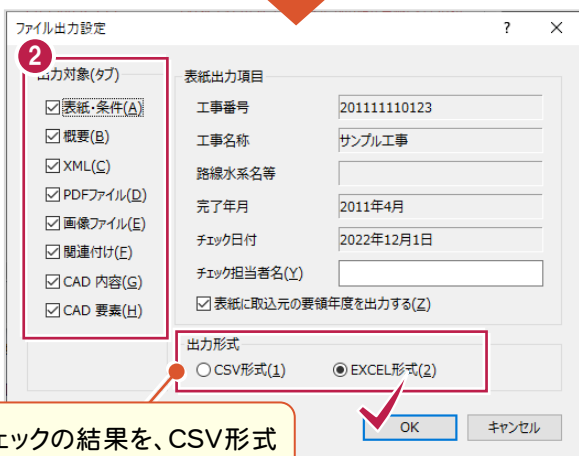 ファイル出力設定
?
×
2
出力対象(タブ)
表紙・条件(A)
概要(B)
XML(C)
PDFファイル(D)
画像ファイル(E)
関連付け(F)
CAD 内容(G)
CAD 要素(H)
表紙出力項目
工事番号 201111110123
工事名称 サンプル工事
路線水系名等
完了年月 2011年4月
チェック日付 2022年12月1日
チェック担当者名(Y)
表紙に取込元の要領年度を出力する(Z)
出力形式
CSV形式(1) EXCEL形式(2)
OK キャンセル
ェックの結果を、CSV形式